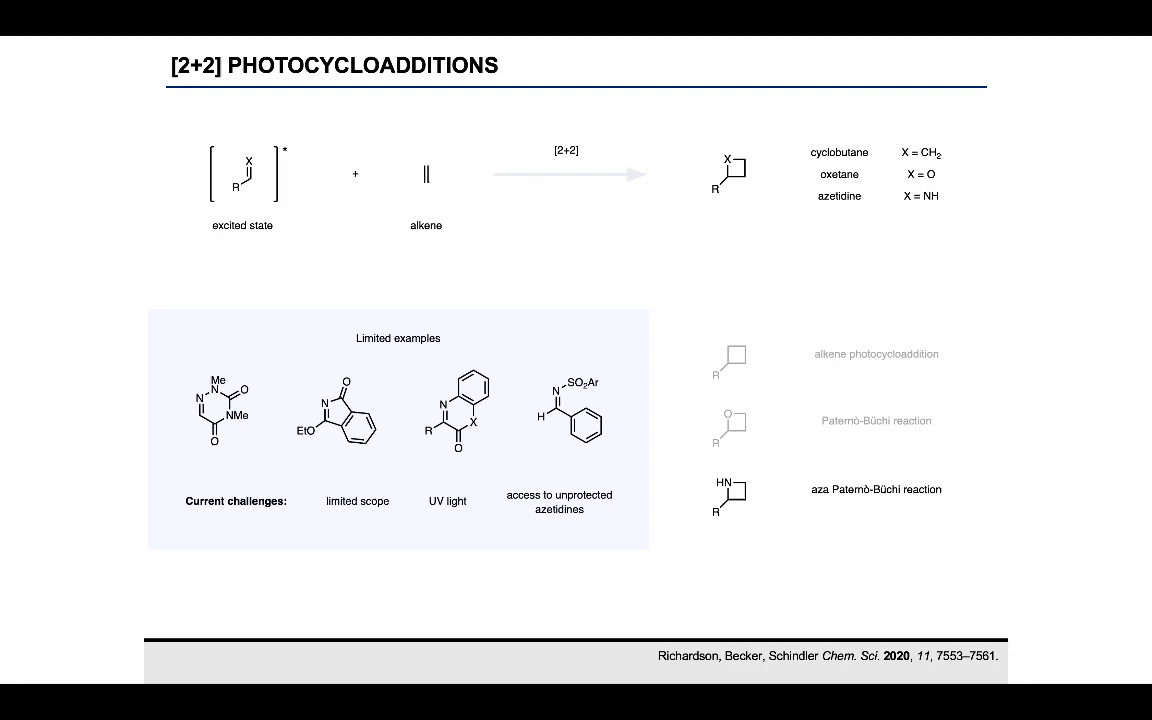 [2+2] PHOTOCYCLOADDITIONS
X
R
*
+
[2+2]
X
R
cyclobutane X = CH₂
oxetane X = O
azetidine X = NH
excited state
alkene
Limited examples
Me
N
N
O
NMe
O
O
N
EtO
N
R
X
O
SO₂Ar
N
H
Current challenges:
limited scope
UV light
access to unprotected
azetidines
R
alkene photocycloaddition
O
R
Paternò-Büchi reaction
HN
R
aza Paternò-Büchi reaction
Richardson, Becker, Schindler Chem. Sci. 2020, 11, 7553–7561.